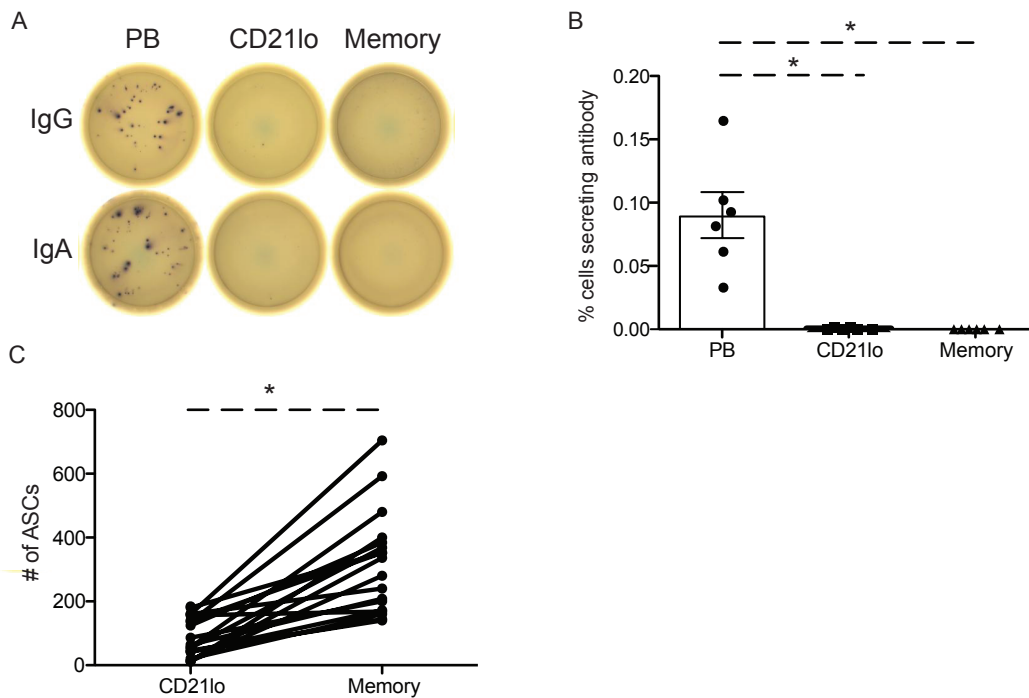 A
PB CD21lo Memory
IgG
IgA
B
*
*
% cells secreting antibody
0.20
0.15
0.10
0.05
0.00
PB CD21lo Memory
C
*
# of ASCs
800
600
400
200
0
CD21lo Memory